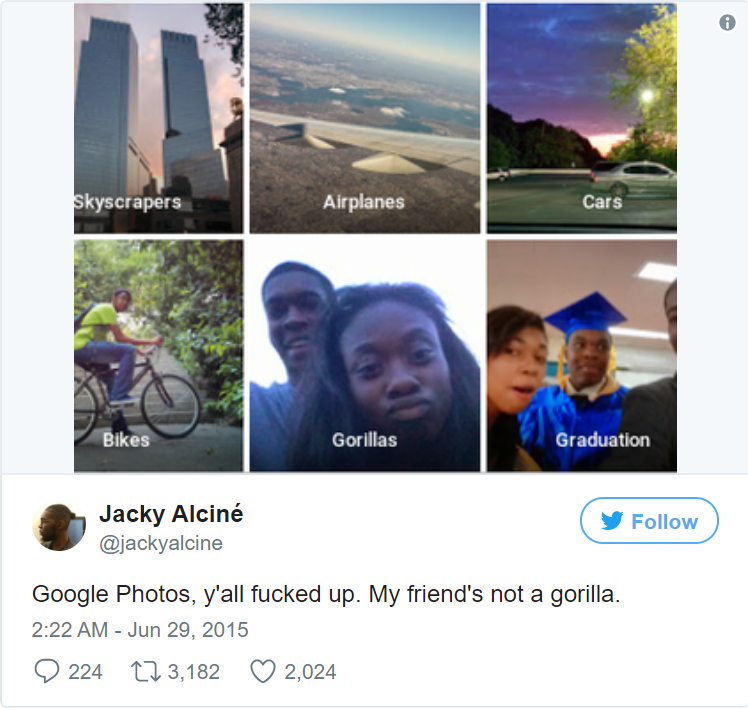 Skyscrapers
Airplanes
Cars
Bikes
Gorillas
Graduation
Jacky Alciné
@jackyalcine
Follow
Google Photos, y'all fucked up. My friend's not a gorilla.
2:22 AM - Jun 29, 2015
224 3,182 2,024